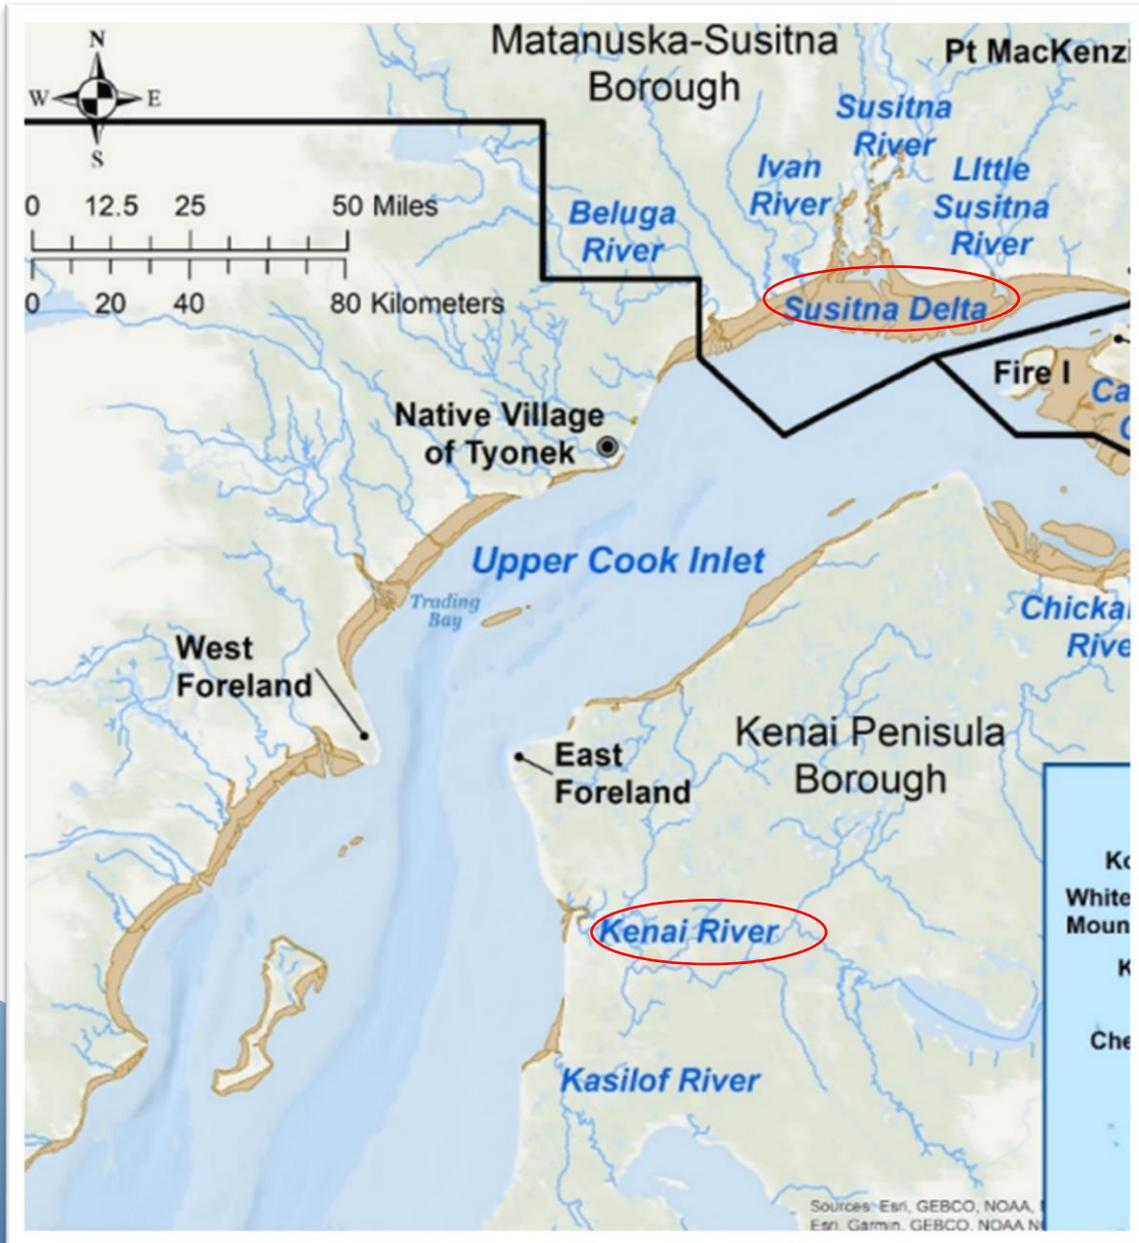 N
W E
S
Matanuska-Susitna
Borough
Pt MacKenzi
0 12.5 25 50 Miles
0 20 40 80 Kilometers
Susitna
River
Ivan
River
LIttle
Susitna
River
Beluga
River
Susitna Delta
Fire I
Ca
Native Village
of Tyonek
Upper Cook Inlet
Trading
Bay
Chicka
Rive
West
Foreland
East
Foreland
Kenai Penisula
Borough
Kenai River
Kasilof River
White
Moun
K
Che
Sources: Esri, GEBCO, NOAA,
Esri, Garmin, GEBCO, NOAA